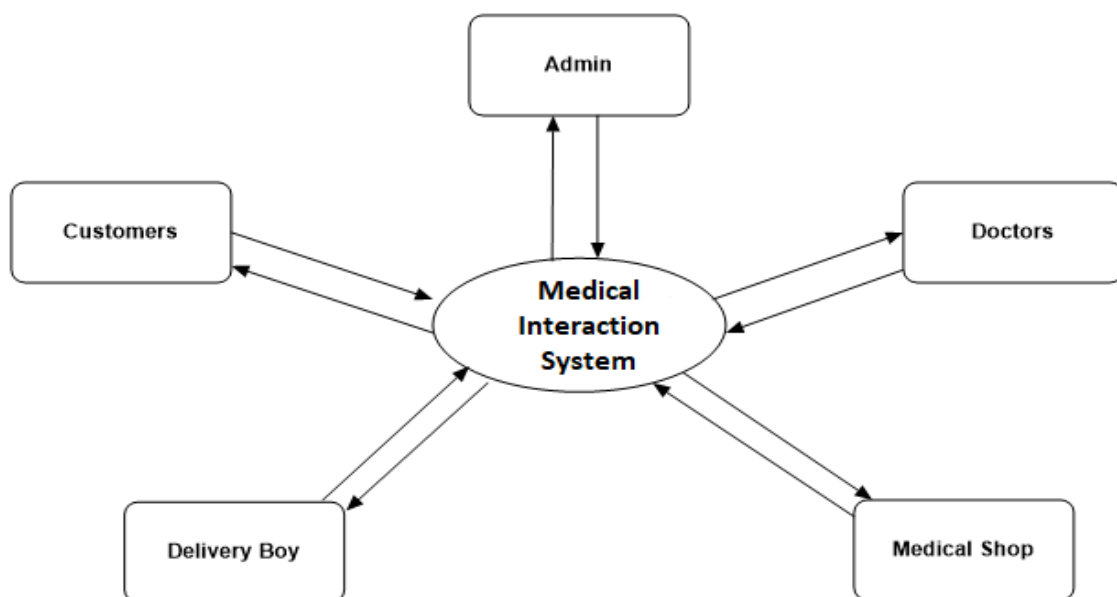 Admin
Customers
Doctors
Medical
Interaction
System
Delivery Boy
Medical Shop